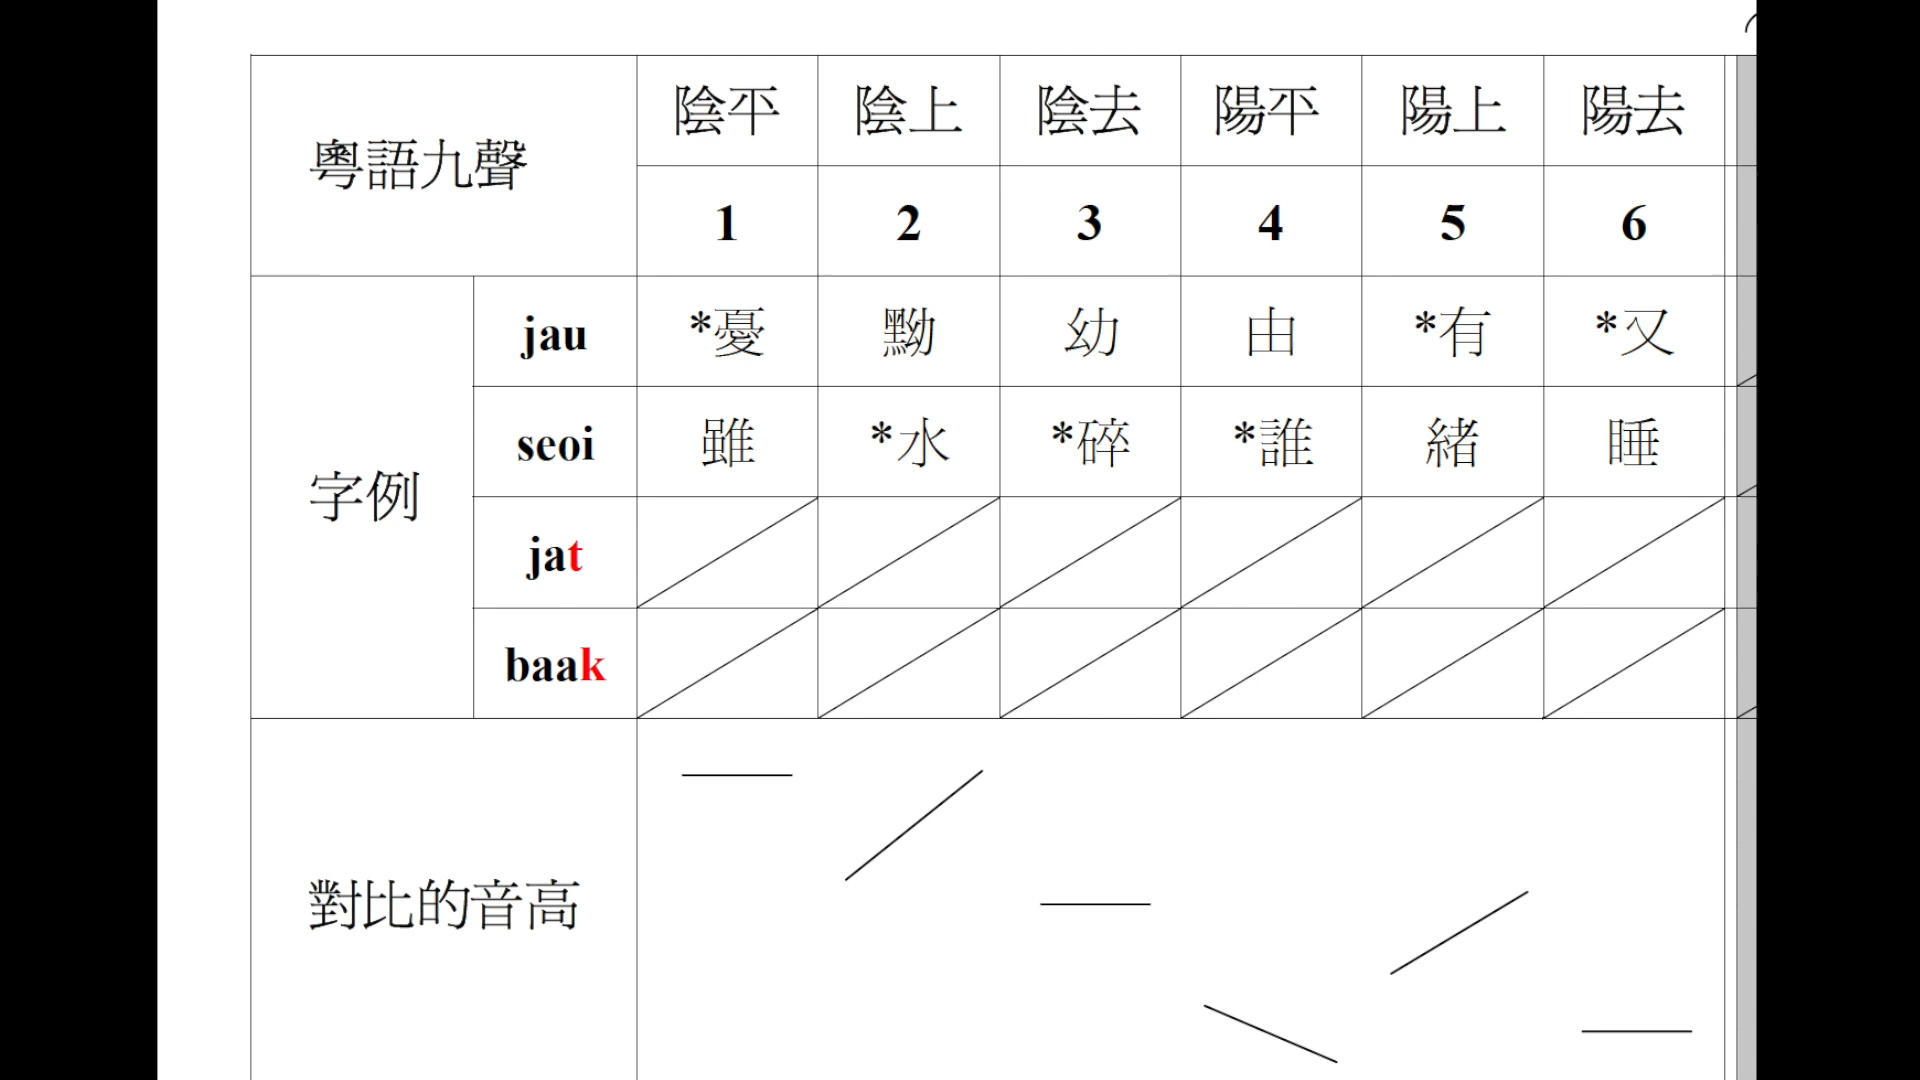 粵語九聲 陰平 陰上 陰去 陽平 陽上 陽去
1 2 3 4 5 6
字例 jau *憂 黝 幼 由 *有 *又
seoi 雖 *水 *碎 *誰 緒 睡
jat
baak
對比的音高